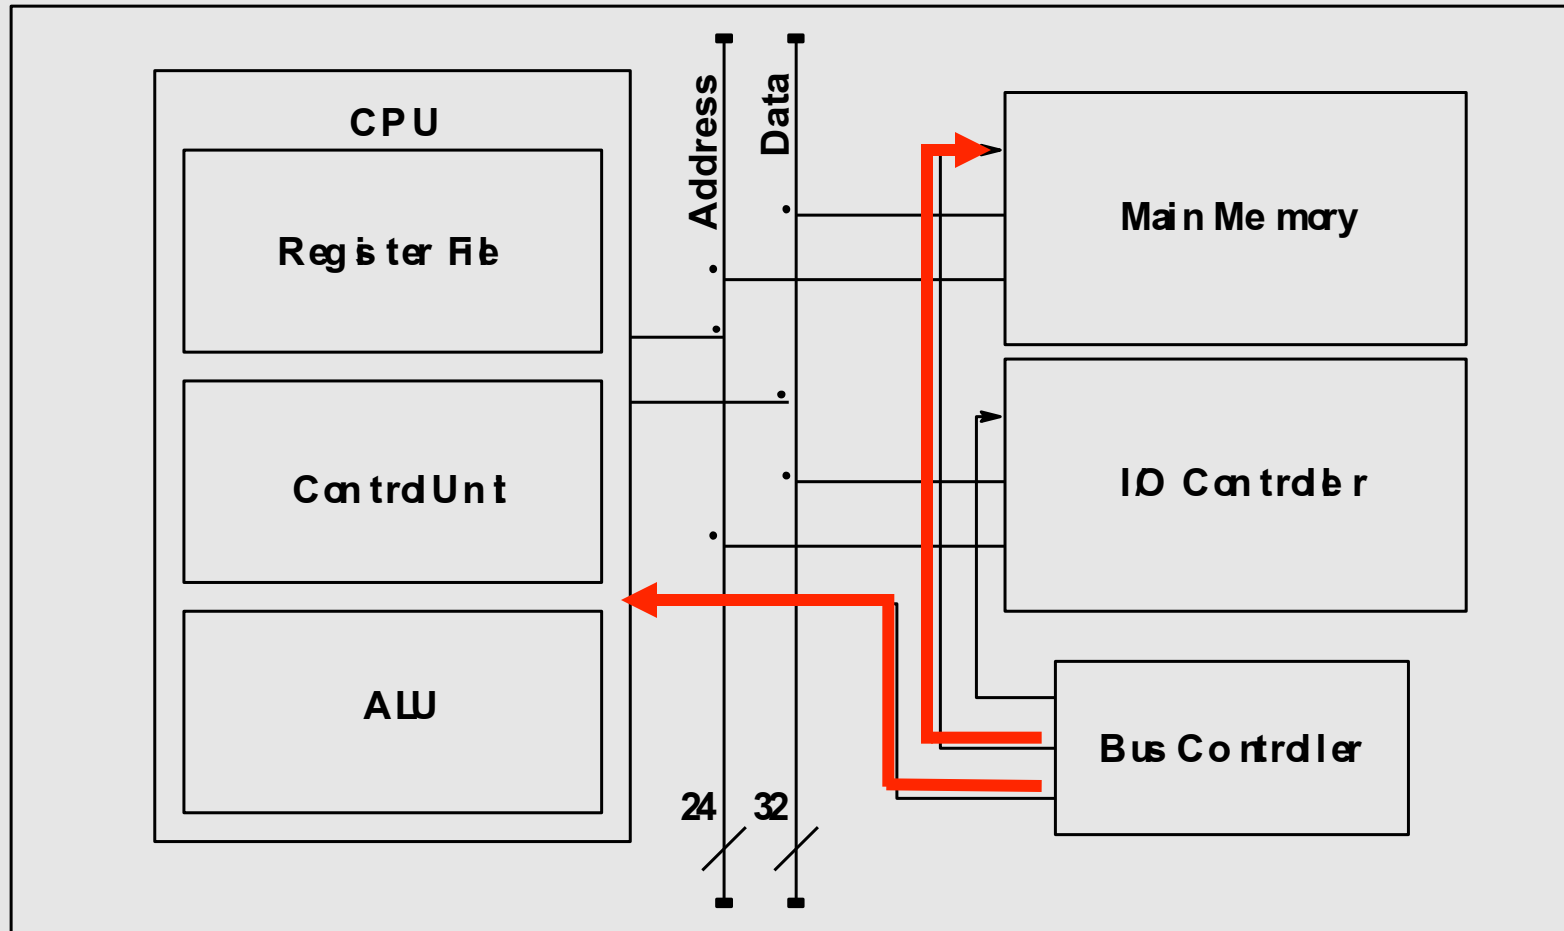 CPU
Register File
Control Unit
ALU
Address
Data
24
32
Main Memory
I/O Controller
Bus Controller